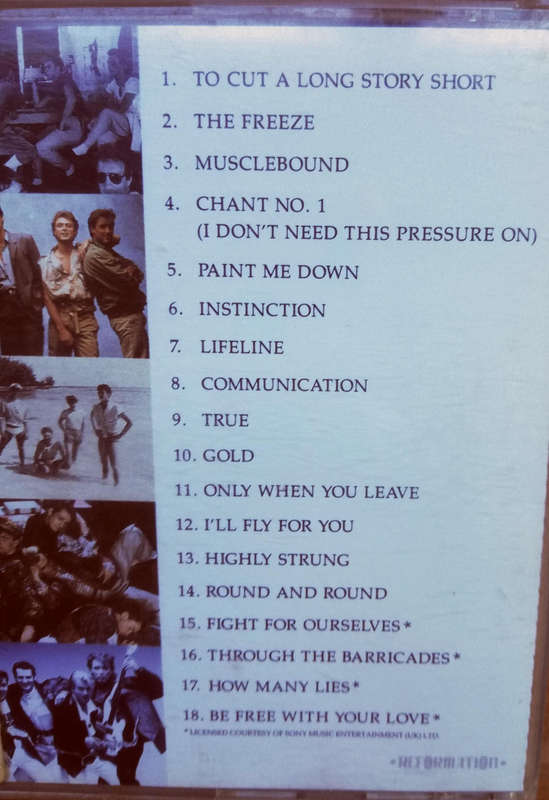 1. TO CUT A LONG STORY SHORT
2. THE FREEZE
3. MUSCLEBOUND
4. CHANT NO. 1
(I DON'T NEED THIS PRESSURE ON)
5. PAINT ME DOWN
6. INSTINCTION
7. LIFELINE
8. COMMUNICATION
9. TRUE
10. GOLD
11. ONLY WHEN YOU LEAVE
12. I'LL FLY FOR YOU
13. HIGHLY STRUNG
14. ROUND AND ROUND
15. FIGHT FOR OURSELVES*
16. THROUGH THE BARRICADES*
17. HOW MANY LIES*
18. BE FREE WITH YOUR LOVE*
* LICENSED COURTESY OF SONY MUSIC ENTERTAINMENT (UK) LTD.
•REFORMATION•